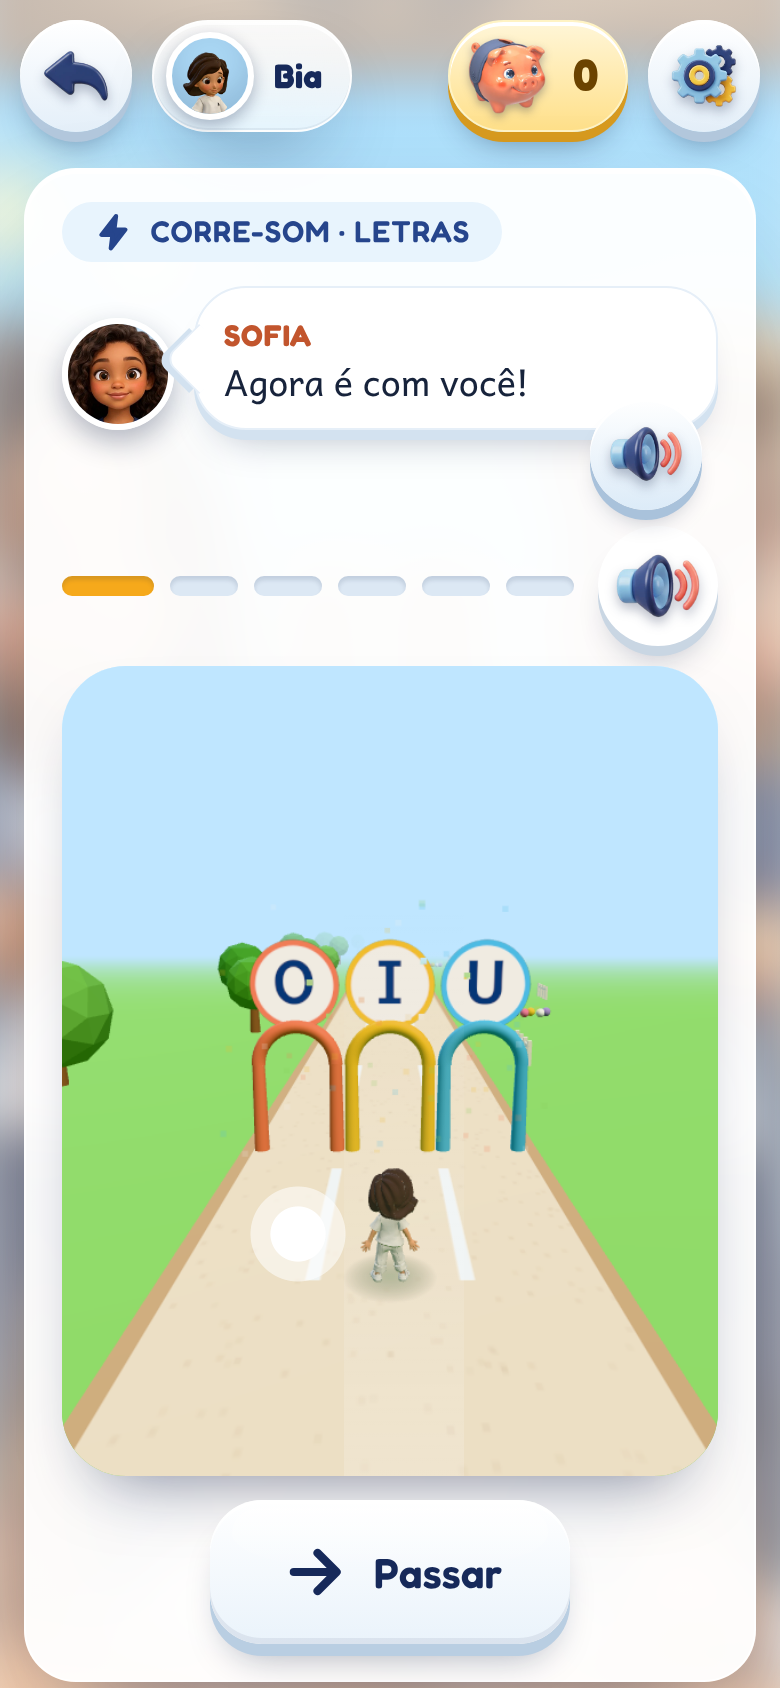 Bia
0
CORRE-SOM · LETRAS
SOFIA
Agora é com você!
O I U
Passar